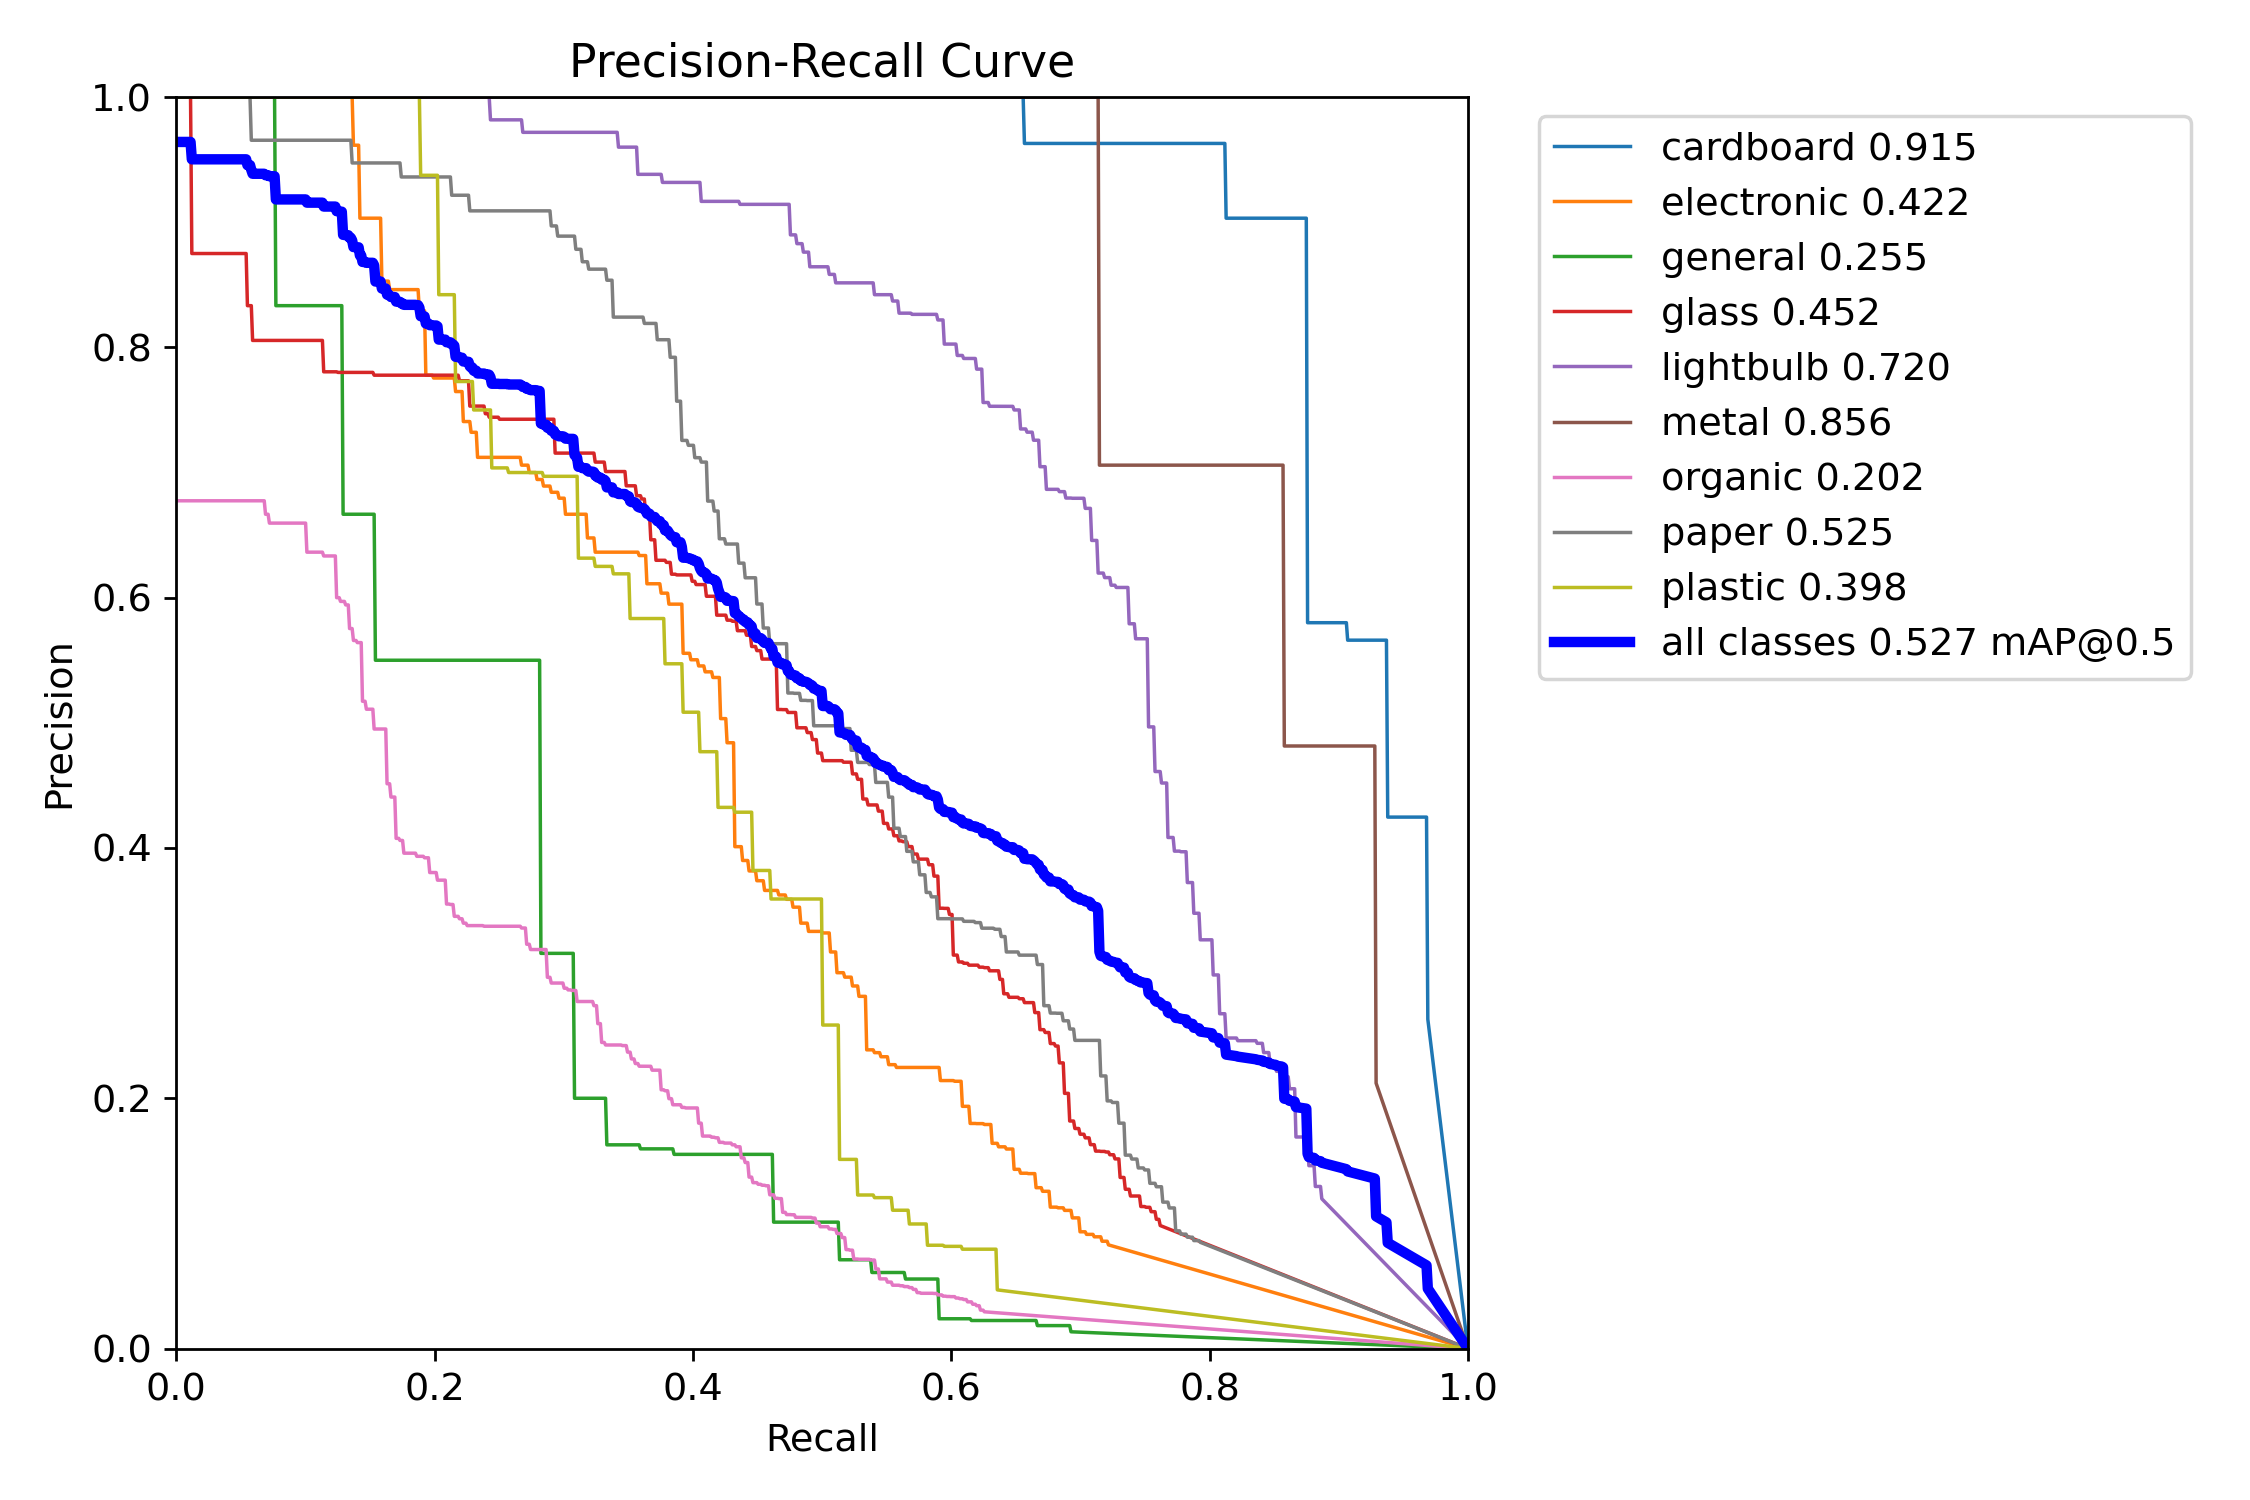 Precision-Recall Curve
1.0
0.8
0.6
0.4
0.2
0.0
Precision
0.0 0.2 0.4 0.6 0.8 1.0
Recall
cardboard 0.915
electronic 0.422
general 0.255
glass 0.452
lightbulb 0.720
metal 0.856
organic 0.202
paper 0.525
plastic 0.398
all classes 0.527 mAP@0.5